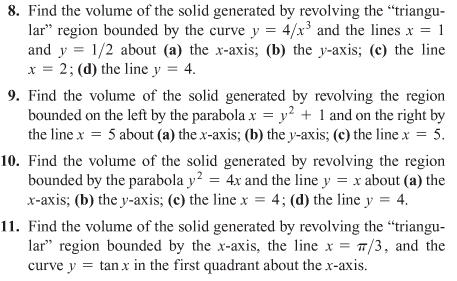 8. Find the volume of the solid generated by revolving the “triangu-
lar” region bounded by the curve y = 4/x³ and the lines x = 1
and y = 1/2 about (a) the x-axis; (b) the y-axis; (c) the line
x = 2; (d) the line y = 4.
9. Find the volume of the solid generated by revolving the region
bounded on the left by the parabola x = y² + 1 and on the right by
the line x = 5 about (a) the x-axis; (b) the y-axis; (c) the line x = 5.
10. Find the volume of the solid generated by revolving the region
bounded by the parabola y² = 4x and the line y = x about (a) the
x-axis; (b) the y-axis; (c) the line x = 4; (d) the line y = 4.
11. Find the volume of the solid generated by revolving the “triangu-
lar” region bounded by the x-axis, the line x = π/3, and the
curve y = tan x in the first quadrant about the x-axis.